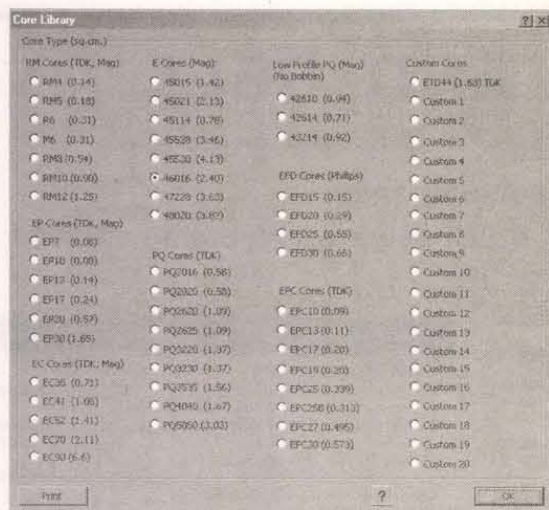 Core Library
Core Type (sq-cm.)
RM Cores (TDK, Mag)
RM4 (0.14)
RM5 (0.18)
R6 (0.31)
M6 (0.31)
RM8 (0.54)
RM10 (0.98)
RM12 (1.25)
EP Cores (TDK, Mag)
EP7 (0.08)
EP10 (0.08)
EP13 (0.14)
EP17 (0.24)
EP20 (0.57)
EP30 (1.65)
EC Cores (TDK, Mag)
EC35 (0.71)
EC41 (1.06)
EC52 (1.41)
EC70 (2.11)
EC90 (6.6)
E Cores (Mag)
45015 (1.42)
45021 (2.13)
45114 (0.78)
45528 (3.46)
45530 (4.13)
46016 (2.40)
47228 (3.63)
48020 (3.89)
PQ Cores (TDK)
PQ2016 (0.58)
PQ2020 (0.58)
PQ2620 (1.09)
PQ2625 (1.09)
PQ3220 (1.37)
PQ3230 (1.37)
PQ3535 (1.56)
PQ4040 (1.67)
PQ5050 (3.03)
Low Profile PQ (Mag)
(No Bobbin)
42610 (0.94)
42614 (0.71)
43214 (0.92)
EFD Cores (Philips)
EFD15 (0.15)
EFD20 (0.29)
EFD25 (0.55)
EFD30 (0.66)
EPC Cores (TDK)
EPC10 (0.09)
EPC13 (0.11)
EPC17 (0.20)
EPC19 (0.20)
EPC25 (0.339)
EPC25B (0.313)
EPC27 (0.495)
EPC30 (0.573)
Custom Cores
ETD44 (1.63) TDK
Custom 1
Custom 2
Custom 3
Custom 4
Custom 5
Custom 6
Custom 7
Custom 8
Custom 9
Custom 10
Custom 11
Custom 12
Custom 13
Custom 14
Custom 15
Custom 16
Custom 17
Custom 18
Custom 19
Custom 20
Print
?
OK